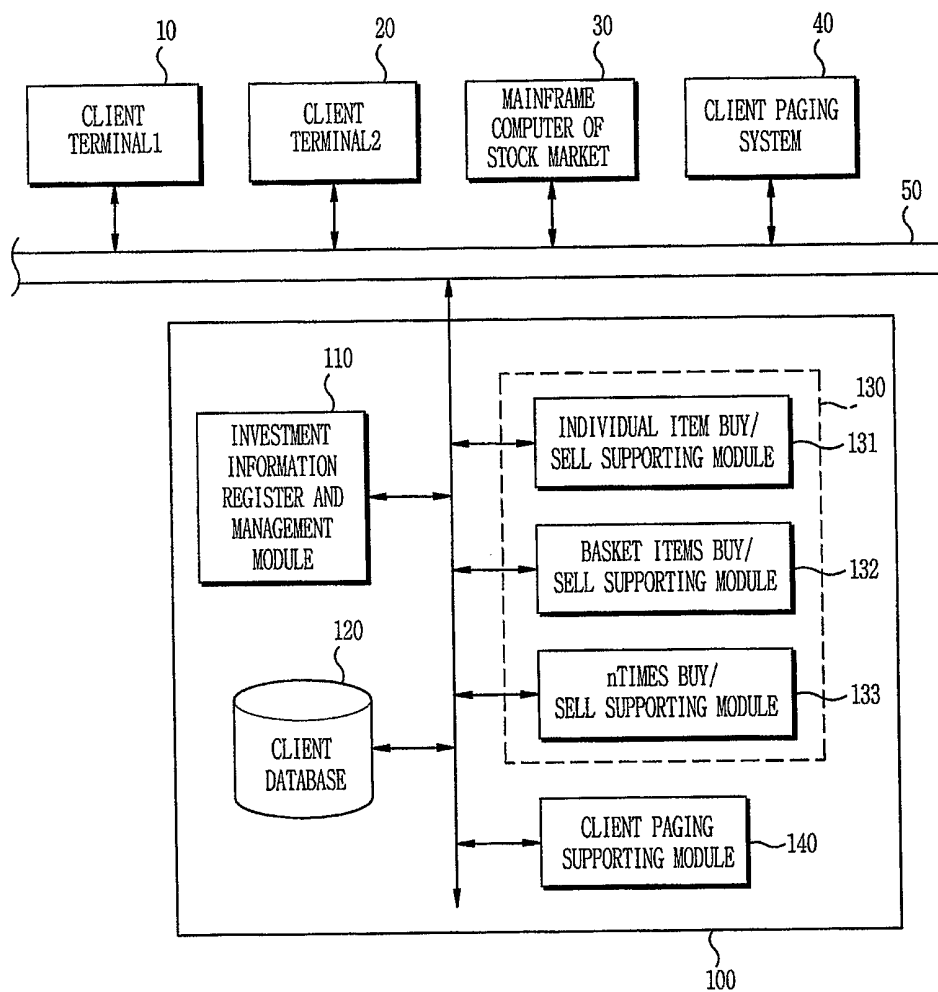 10
20
30
40
CLIENT
TERMINAL1
CLIENT
TERMINAL2
MAINFRAME
COMPUTER OF
STOCK MARKET
CLIENT PAGING
SYSTEM
50
110
INVESTMENT
INFORMATION
REGISTER AND
MANAGEMENT
MODULE
130
INDIVIDUAL ITEM BUY/
SELL SUPPORTING MODULE
131
BASKET ITEMS BUY/
SELL SUPPORTING MODULE
132
120
CLIENT
DATABASE
nTIMES BUY/
SELL SUPPORTING MODULE
133
CLIENT PAGING
SUPPORTING MODULE
140
100